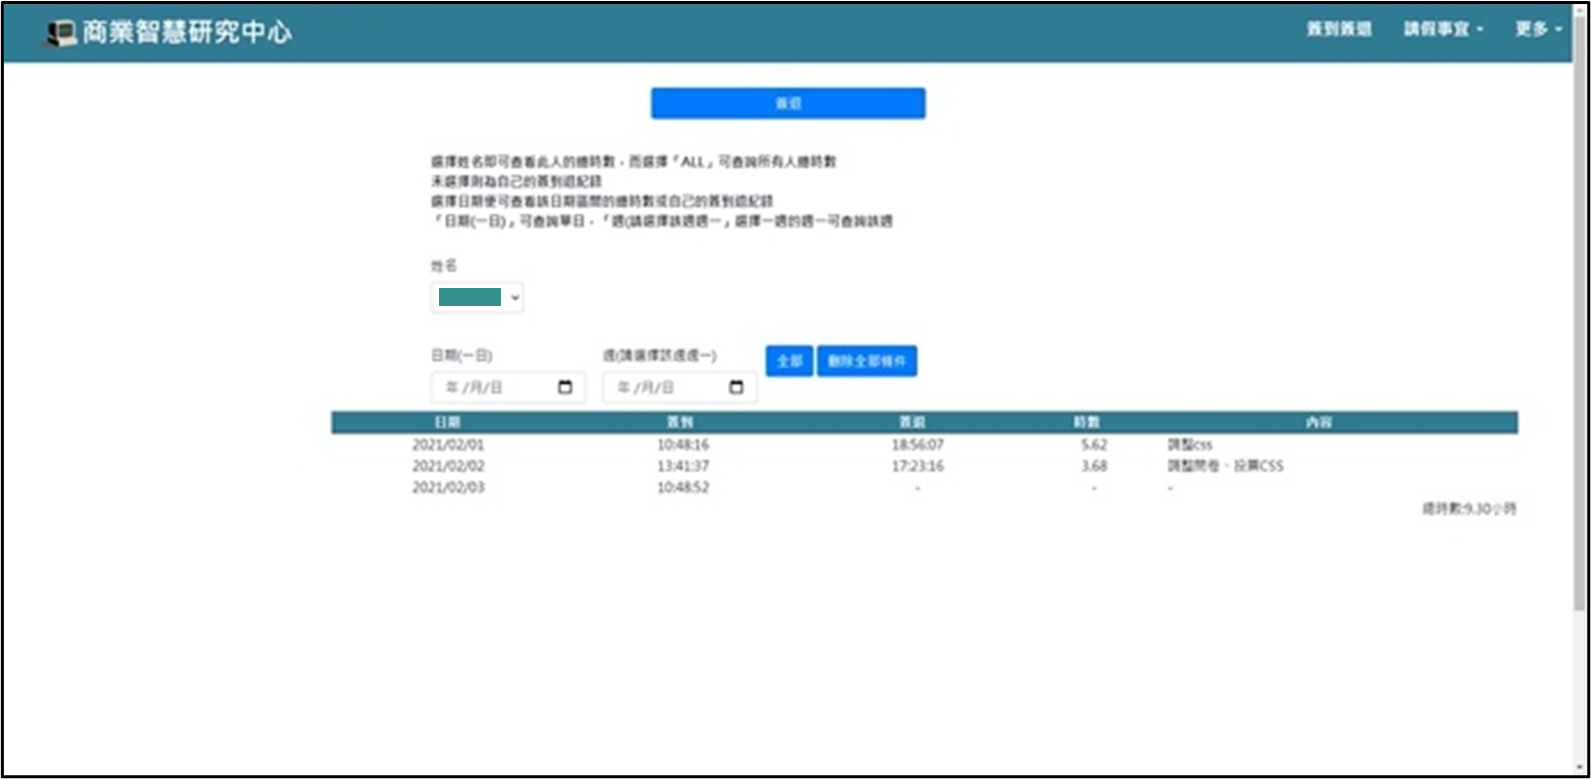 商業智慧研究中心
簽到簽退 請假事宜 更多
簽退
選擇姓名即可查看此人的總時數，而選擇「ALL」可查詢所有人總時數
未選擇則為自己的簽到退紀錄
選擇日期便可查看該日期區間的總時數或自己的簽到退紀錄
「日期(一日)」可查詢單日，「週(請選擇該週週一」選擇一週的週一可查詢該週
姓名
日期(一日) 週(請選擇該週週一)
全部 刪除全部條件
年 /月/日 年 /月/日
日期 簽到 簽退 時數 內容
2021/02/01 10:48:16 18:56:07 5.62 調整css
2021/02/02 13:41:37 17:23:16 3.68 調整問卷、投票CSS
2021/02/03 10:48:52 - - -
總時數:9.30小時